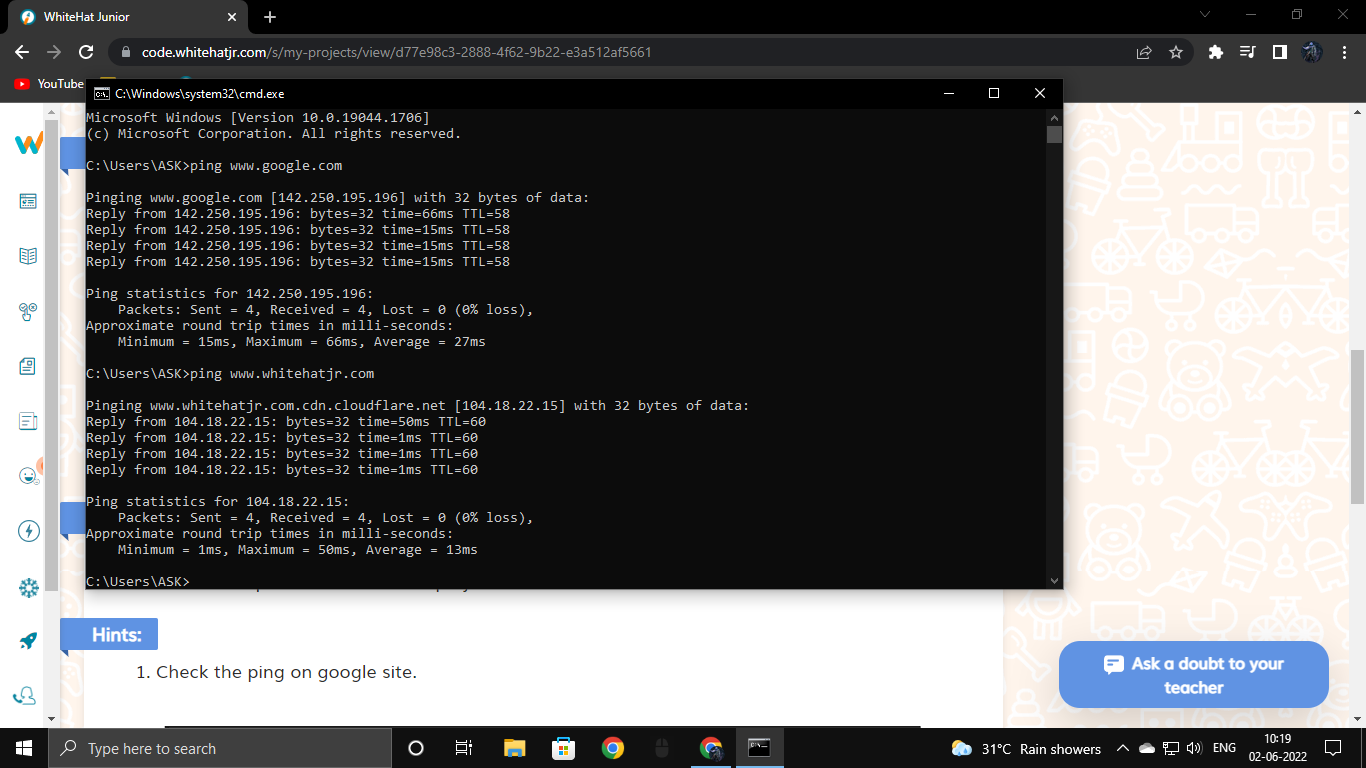 WhiteHat Junior
code.whitehatjr.com/s/my-projects/view/d77e98c3-2888-4f62-9b22-e3a512af5661
YouTube
C:\Windows\system32\cmd.exe
Microsoft Windows [Version 10.0.19044.1706]
(c) Microsoft Corporation. All rights reserved.
C:\Users\ASK>ping www.google.com
Pinging www.google.com [142.250.195.196] with 32 bytes of data:
Reply from 142.250.195.196: bytes=32 time=66ms TTL=58
Reply from 142.250.195.196: bytes=32 time=15ms TTL=58
Reply from 142.250.195.196: bytes=32 time=15ms TTL=58
Reply from 142.250.195.196: bytes=32 time=15ms TTL=58
Ping statistics for 142.250.195.196:
Packets: Sent = 4, Received = 4, Lost = 0 (0% loss),
Approximate round trip times in milli-seconds:
Minimum = 15ms, Maximum = 66ms, Average = 27ms
C:\Users\ASK>ping www.whitehatjr.com
Pinging www.whitehatjr.com.cdn.cloudflare.net [104.18.22.15] with 32 bytes of data:
Reply from 104.18.22.15: bytes=32 time=50ms TTL=60
Reply from 104.18.22.15: bytes=32 time=1ms TTL=60
Reply from 104.18.22.15: bytes=32 time=1ms TTL=60
Reply from 104.18.22.15: bytes=32 time=1ms TTL=60
Ping statistics for 104.18.22.15:
Packets: Sent = 4, Received = 4, Lost = 0 (0% loss),
Approximate round trip times in milli-seconds:
Minimum = 1ms, Maximum = 50ms, Average = 13ms
C:\Users\ASK>
Hints:
1. Check the ping on google site.
Ask a doubt to your
teacher
Type here to search
31°C Rain showers
ENG
10:19
02-06-2022